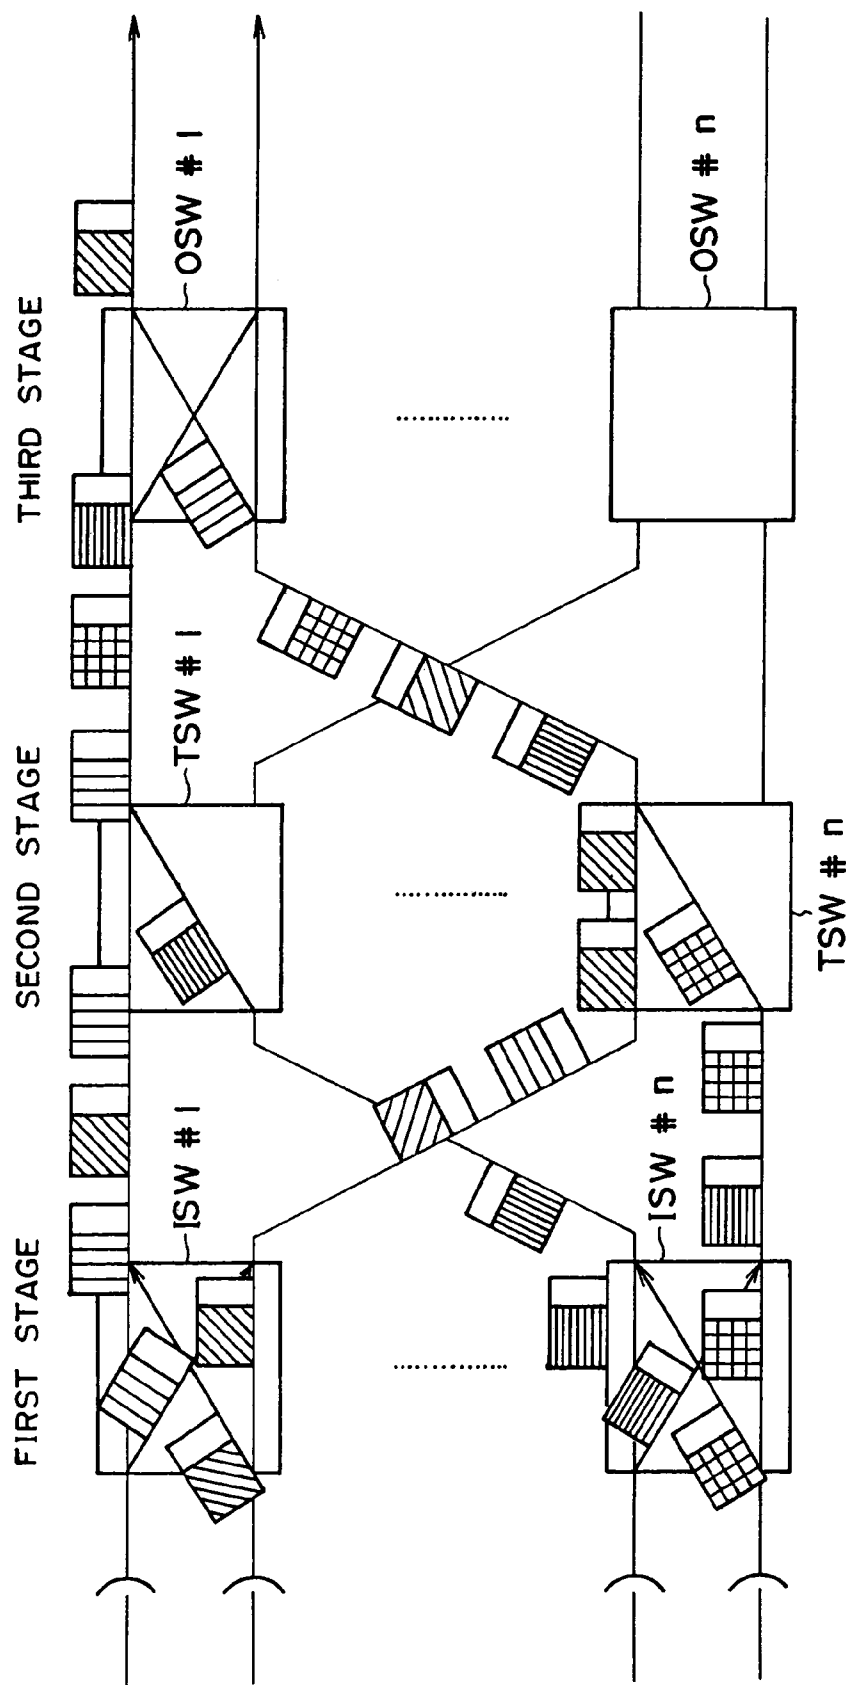 FIRST STAGE
SECOND STAGE
THIRD STAGE
ISW # 1
TSW # 1
OSW # 1
ISW # n
TSW # n
OSW # n